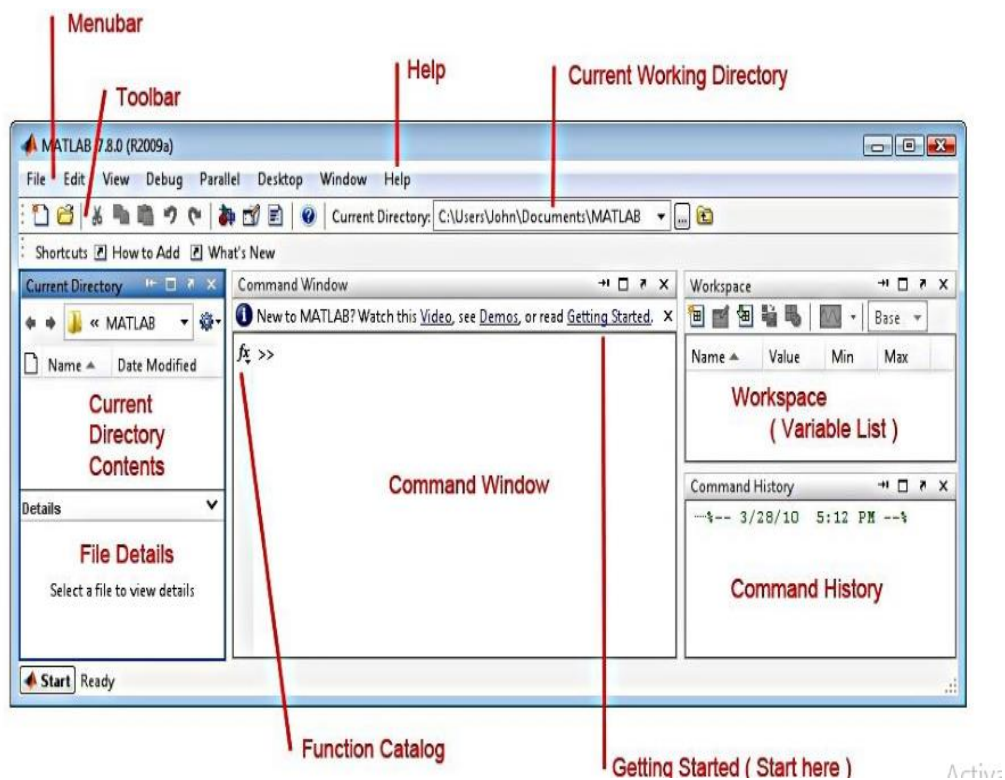 Menubar
Help
Current Working Directory
Toolbar
MATLAB 7.8.0 (R2009a)
File Edit View Debug Parallel Desktop Window Help
Current Directory: C:\Users\John\Documents\MATLAB
Shortcuts How to Add What's New
Current Directory
« MATLAB
Name Date Modified
Current
Directory
Contents
Details
File Details
Select a file to view details
Command Window
New to MATLAB? Watch this Video, see Demos, or read Getting Started.
fx >>
Command Window
Workspace
Base
Name Value Min Max
Workspace
( Variable List )
Command History
%-- 3/28/10 5:12 PM --%
Command History
Start Ready
Function Catalog
Getting Started ( Start here )